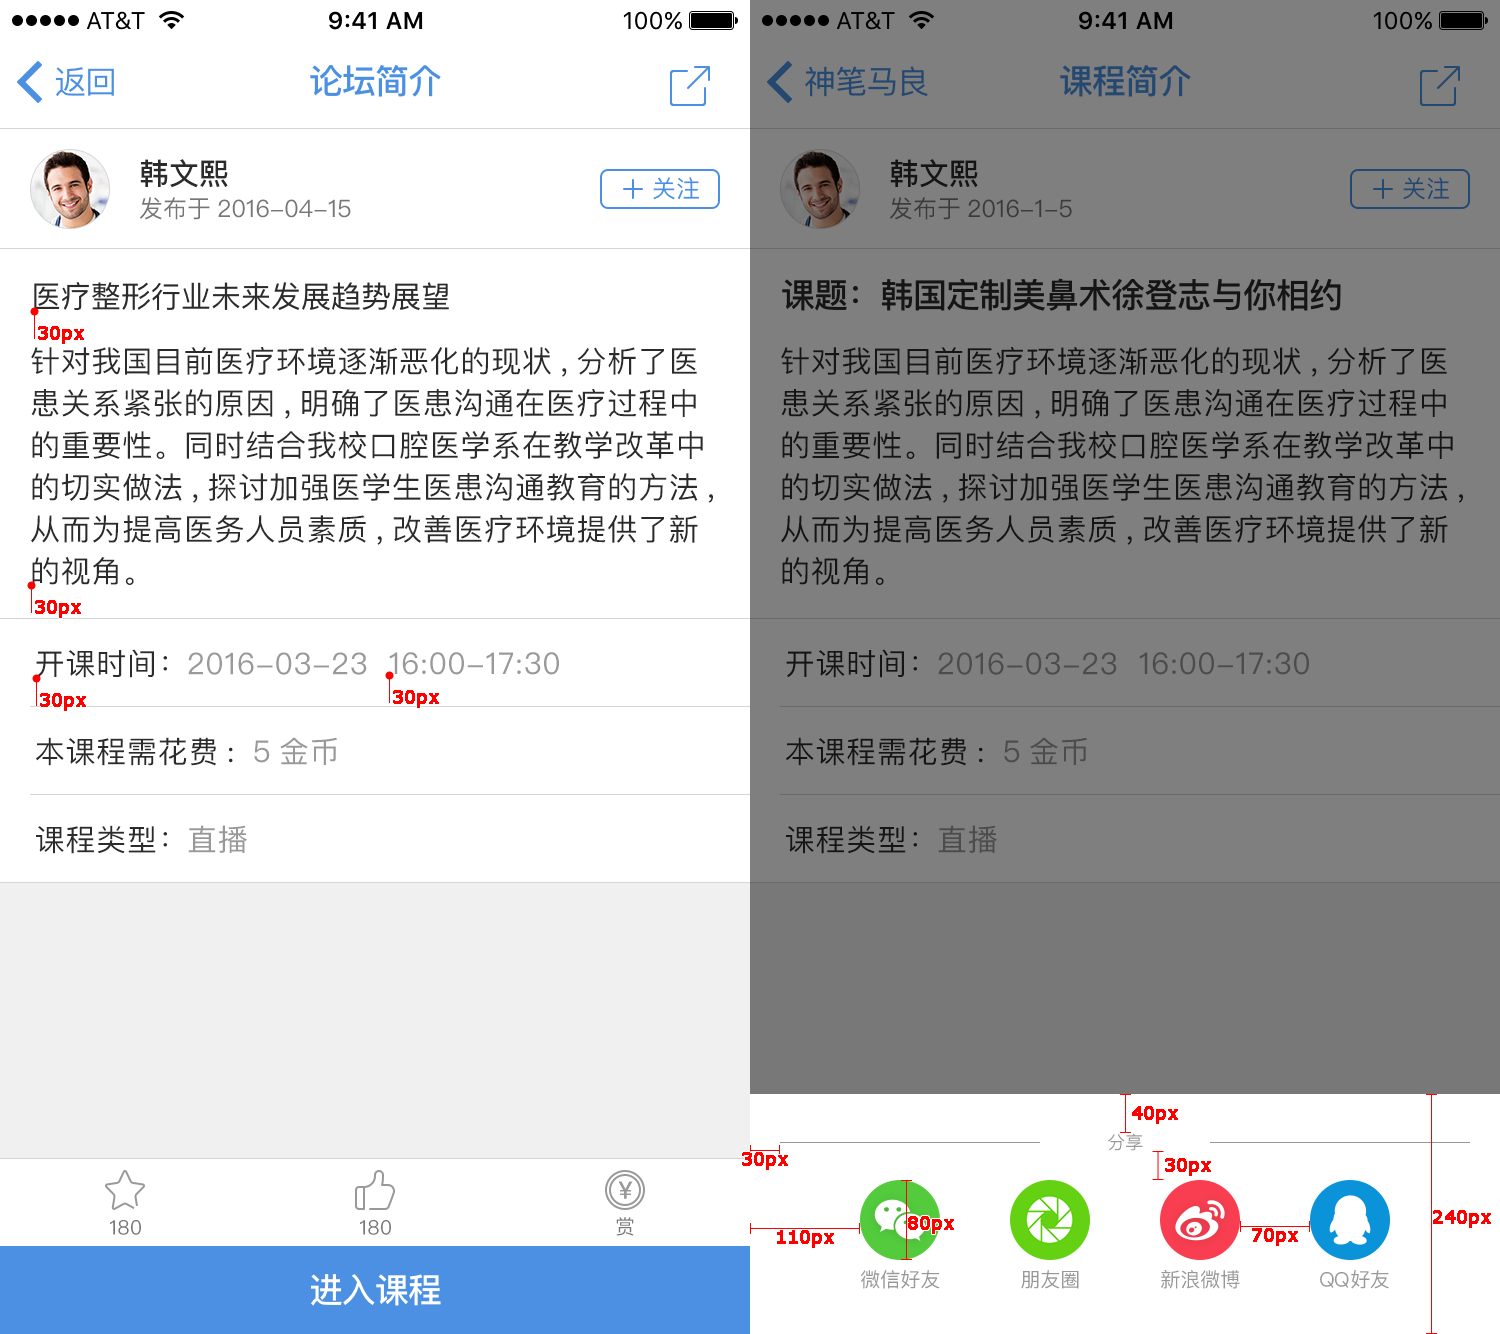 AT&T 9:41 AM 100%
返回 论坛简介
韩文熙
发布于 2016-04-15
+ 关注
医疗整形行业未来发展趋势展望
30px
针对我国目前医疗环境逐渐恶化的现状，分析了医
患关系紧张的原因，明确了医患沟通在医疗过程中
的重要性。同时结合我校口腔医学系在教学改革中
的切实做法，探讨加强医学生医患沟通教育的方法，
从而为提高医务人员素质，改善医疗环境提供了新
的视角。
30px
开课时间：2016-03-23 16:00-17:30
30px 30px
本课程需花费：5 金币
课程类型：直播
180 180 赏
进入课程
AT&T 9:41 AM 100%
神笔马良 课程简介
韩文熙
发布于 2016-1-5
+ 关注
课题：韩国定制美鼻术徐登志与你相约
针对我国目前医疗环境逐渐恶化的现状，分析了医
患关系紧张的原因，明确了医患沟通在医疗过程中
的重要性。同时结合我校口腔医学系在教学改革中
的切实做法，探讨加强医学生医患沟通教育的方法，
从而为提高医务人员素质，改善医疗环境提供了新
的视角。
开课时间：2016-03-23 16:00-17:30
本课程需花费：5 金币
课程类型：直播
40px
分享
30px 30px
110px 80px 70px 240px
微信好友 朋友圈 新浪微博 QQ好友